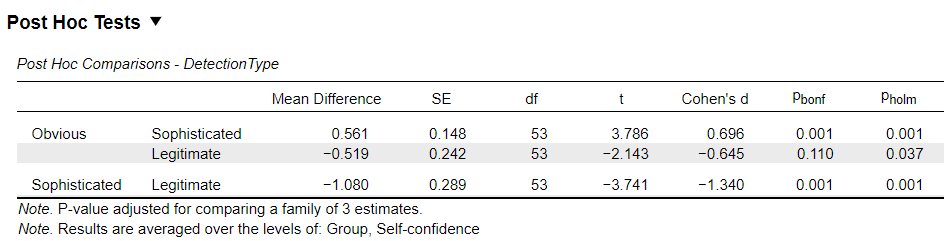 Post Hoc Tests ▼
Post Hoc Comparisons - DetectionType
Mean Difference SE df t Cohen's d pbonf pholm
Obvious Sophisticated 0.561 0.148 53 3.786 0.696 0.001 0.001
Legitimate −0.519 0.242 53 −2.143 −0.645 0.110 0.037
Sophisticated Legitimate −1.080 0.289 53 −3.741 −1.340 0.001 0.001
Note. P-value adjusted for comparing a family of 3 estimates.
Note. Results are averaged over the levels of: Group, Self-confidence